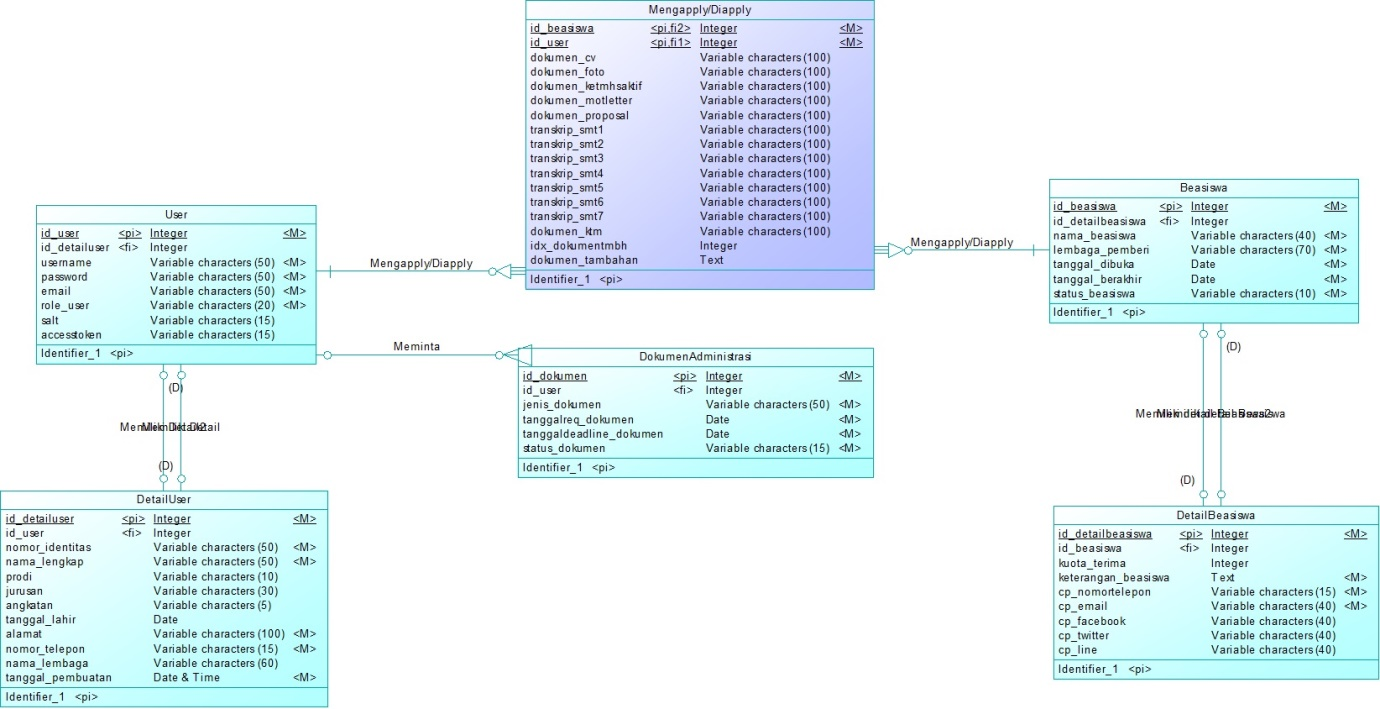 Mengapply/Diapply
id_beasiswa <pi,fi2> Integer <M>
id_user <pi,fi1> Integer <M>
dokumen_cv Variable characters (100)
dokumen_foto Variable characters (100)
dokumen_ketmhsaktif Variable characters (100)
dokumen_motletter Variable characters (100)
dokumen_proposal Variable characters (100)
transkrip_smt1 Variable characters (100)
transkrip_smt2 Variable characters (100)
transkrip_smt3 Variable characters (100)
transkrip_smt4 Variable characters (100)
transkrip_smt5 Variable characters (100)
transkrip_smt6 Variable characters (100)
transkrip_smt7 Variable characters (100)
dokumen_ktm Variable characters (100)
idx_dokumentmbh Integer
dokumen_tambahan Text
Identifier_1 <pi>
User
id_user <pi> Integer <M>
id_detailuser <fi> Integer
username Variable characters (50) <M>
password Variable characters (50) <M>
email Variable characters (50) <M>
role_user Variable characters (20) <M>
salt Variable characters (15)
accesstoken Variable characters (15)
Identifier_1 <pi>
Mengapply/Diapply
Mengapply/Diapply
Beasiswa
id_beasiswa <pi> Integer <M>
id_detailbeasiswa <fi> Integer
nama_beasiswa Variable characters (40) <M>
lembaga_pemberi Variable characters (70) <M>
tanggal_dibuka Date <M>
tanggal_berakhir Date <M>
status_beasiswa Variable characters (10) <M>
Identifier_1 <pi>
Meminta
DokumenAdministrasi
id_dokumen <pi> Integer <M>
id_user <fi> Integer
jenis_dokumen Variable characters (50) <M>
tanggalreq_dokumen Date <M>
tanggaldeadline_dokumen Date <M>
status_dokumen Variable characters (15) <M>
Identifier_1 <pi>
(D)
(D)
(D)
(D)
DetailUser
id_detailuser <pi> Integer <M>
id_user <fi> Integer
nomor_identitas Variable characters (50) <M>
nama_lengkap Variable characters (50) <M>
prodi Variable characters (10)
jurusan Variable characters (30)
angkatan Variable characters (5)
tanggal_lahir Date
alamat Variable characters (100) <M>
nomor_telepon Variable characters (15) <M>
nama_lembaga Variable characters (60)
tanggal_pembuatan Date & Time <M>
Identifier_1 <pi>
DetailBeasiswa
id_detailbeasiswa <pi> Integer <M>
id_beasiswa <fi> Integer
kuota_terima Integer
keterangan_beasiswa Text <M>
cp_nomortelepon Variable characters (15) <M>
cp_email Variable characters (40) <M>
cp_facebook Variable characters (40)
cp_twitter Variable characters (40)
cp_line Variable characters (40)
Identifier_1 <pi>